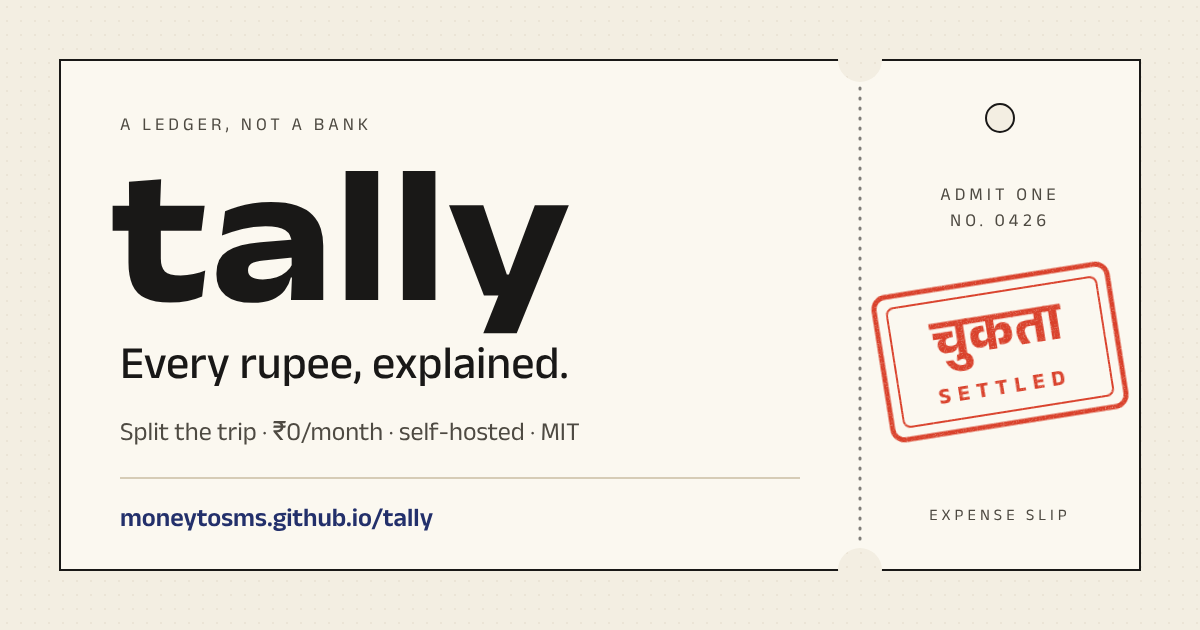 A LEDGER, NOT A BANK
tally
Every rupee, explained.
Split the trip · ₹0/month · self-hosted · MIT
moneytosms.github.io/tally
ADMIT ONE
NO. 0426
चुकता
SETTLED
EXPENSE SLIP